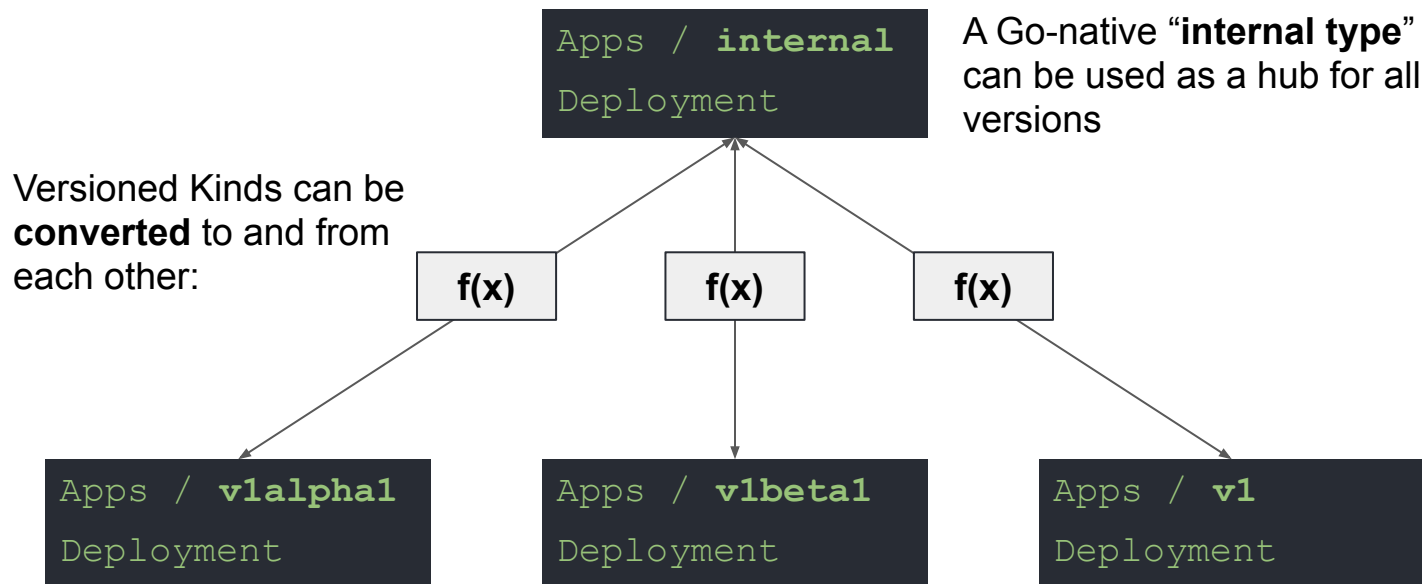 Apps / internal
Deployment
A Go-native “internal type”
can be used as a hub for all
versions
Versioned Kinds can be
converted to and from
each other:
f(x)
f(x)
f(x)
Apps / v1alpha1
Deployment
Apps / v1beta1
Deployment
Apps / v1
Deployment